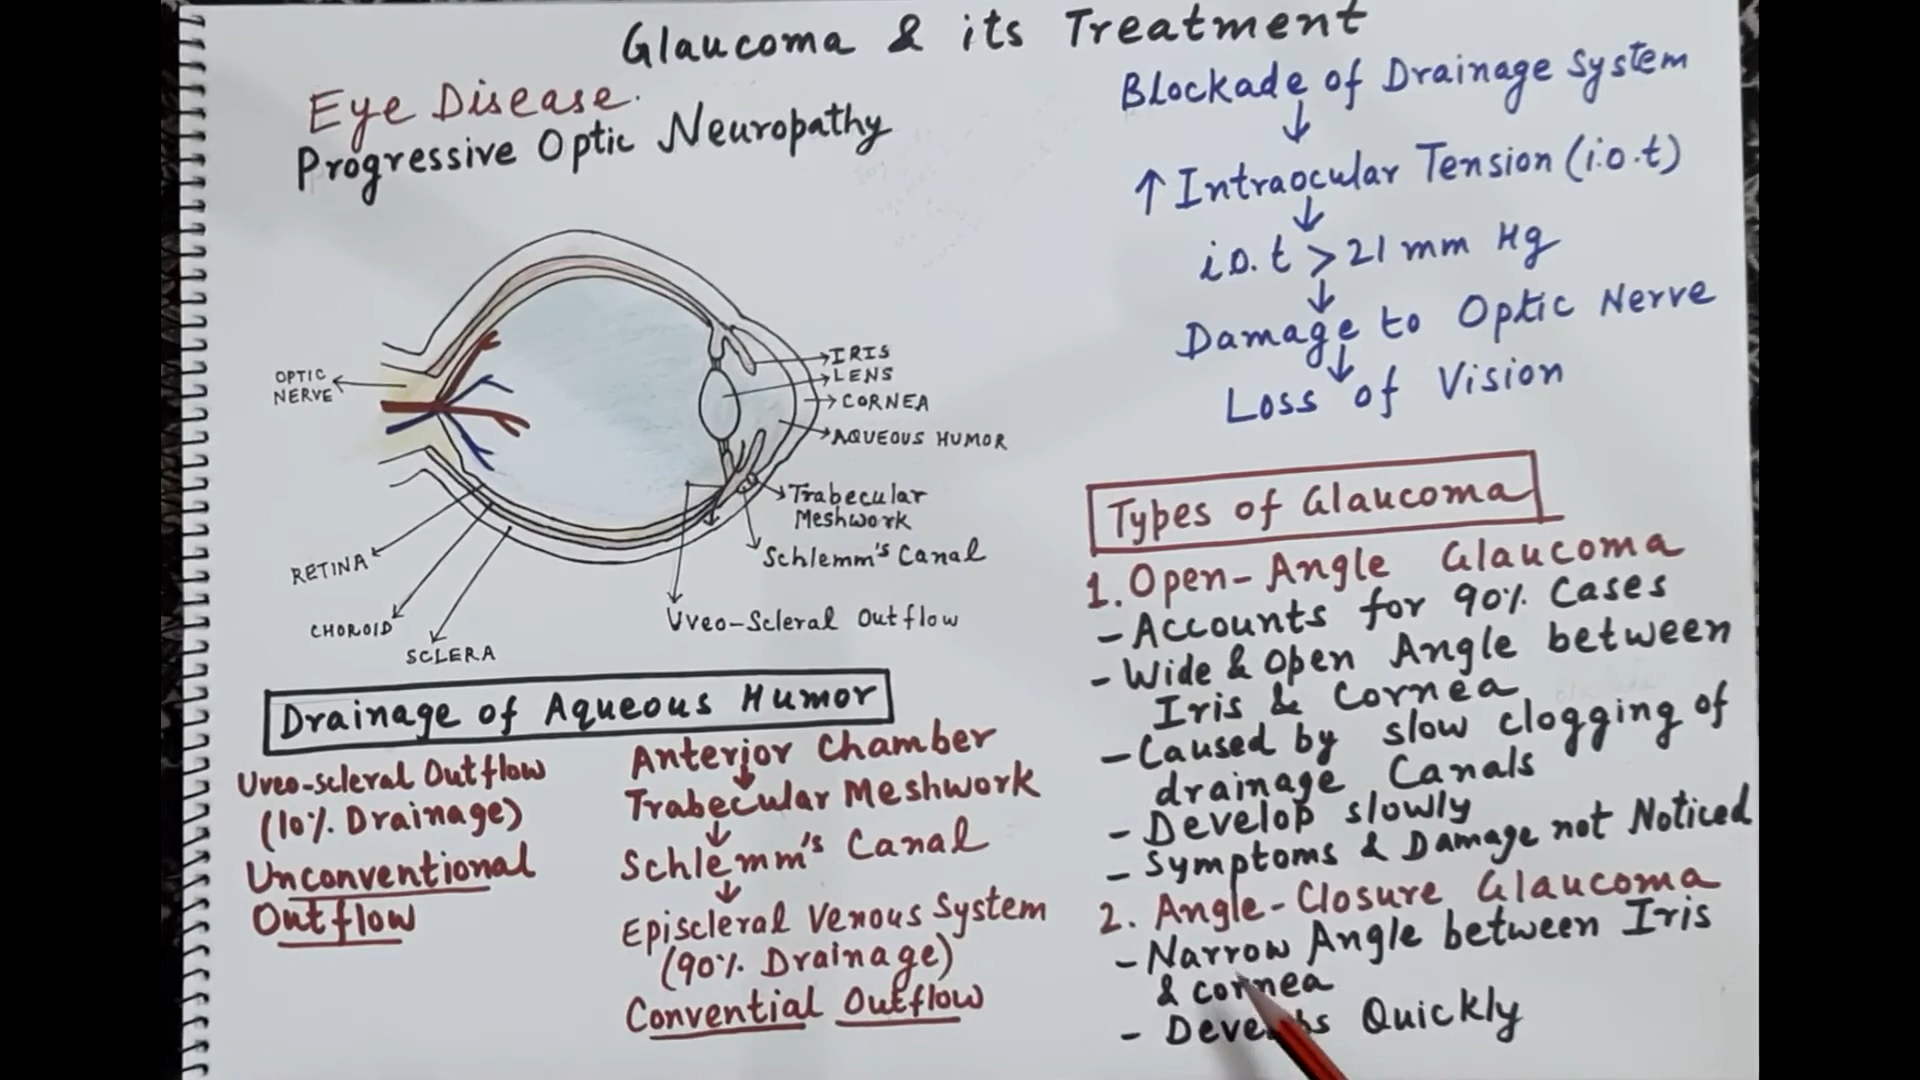 Glaucoma & its Treatment
Eye Disease.
Progressive Optic Neuropathy
OPTIC
NERVE
IRIS
LENS
CORNEA
AQUEOUS HUMOR
Trabecular
Meshwork
Schlemm's Canal
Uveo-Scleral Outflow
RETINA
CHOROID
SCLERA
Drainage of Aqueous Humor
Uveo-scleral Outflow
(10% Drainage)
Unconventional
Outflow
Anterior Chamber
↓
Trabecular Meshwork
↓
Schlemm's Canal
↓
Episcleral Venous System
(90% Drainage)
Convential Outflow
Blockade of Drainage System
↓
↑ Intraocular Tension (i.o.t)
↓
i.o.t > 21 mm Hg
↓
Damage to Optic Nerve
↓
Loss of Vision
Types of Glaucoma
1. Open-Angle Glaucoma
- Accounts for 90% Cases
- Wide & Open Angle between
Iris & Cornea
- Caused by slow clogging of
drainage Canals
- Develop slowly
- Symptoms & Damage not Noticed
2. Angle-Closure Glaucoma
- Narrow Angle between Iris
& cornea
- Develops Quickly